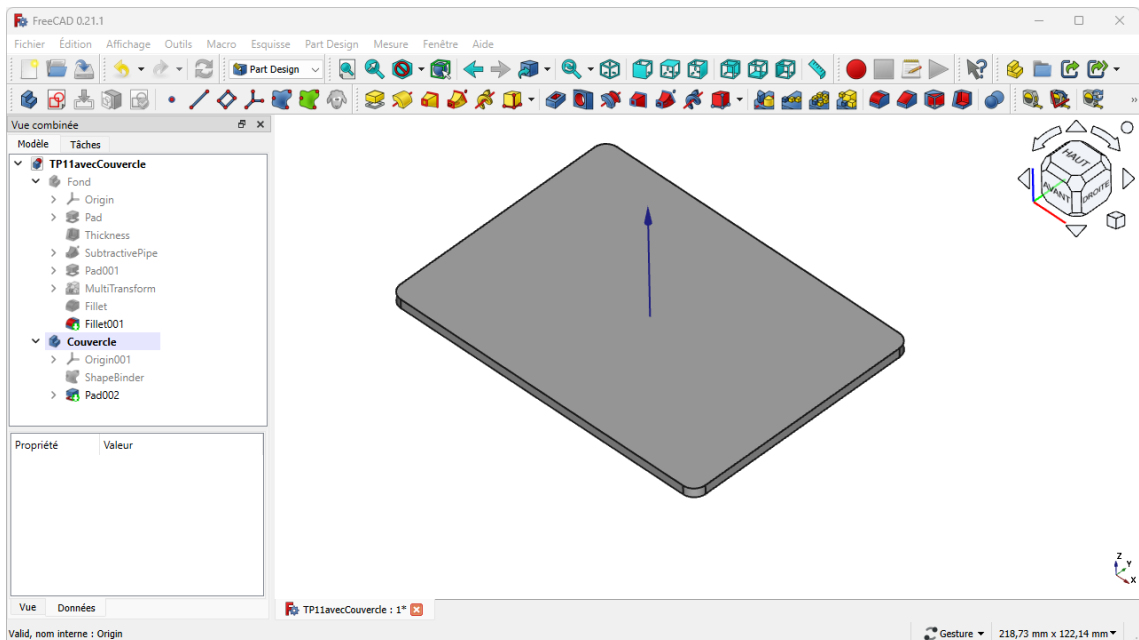 FreeCAD 0.21.1
Fichier Édition Affichage Outils Macro Esquisse Part Design Mesure Fenêtre Aide
Part Design
Vue combinée
Modèle Tâches
TP11avecCouvercle
Fond
Origin
Pad
Thickness
SubtractivePipe
Pad001
MultiTransform
Fillet
Fillet001
Couvercle
Origin001
ShapeBinder
Pad002
HAUT
AVANT
DROITE
Propriété Valeur
Z
Y
X
Vue Données
TP11avecCouvercle : 1*
Valid, nom interne : Origin
Gesture
218,73 mm x 122,14 mm